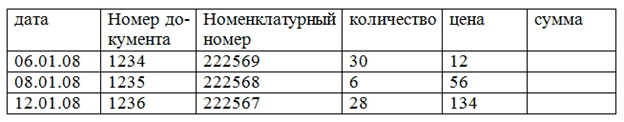 дата Номер до- Номенклатурный количество цена сумма
кумента номер
06.01.08 1234 222569 30 12
08.01.08 1235 222568 6 56
12.01.08 1236 222567 28 134